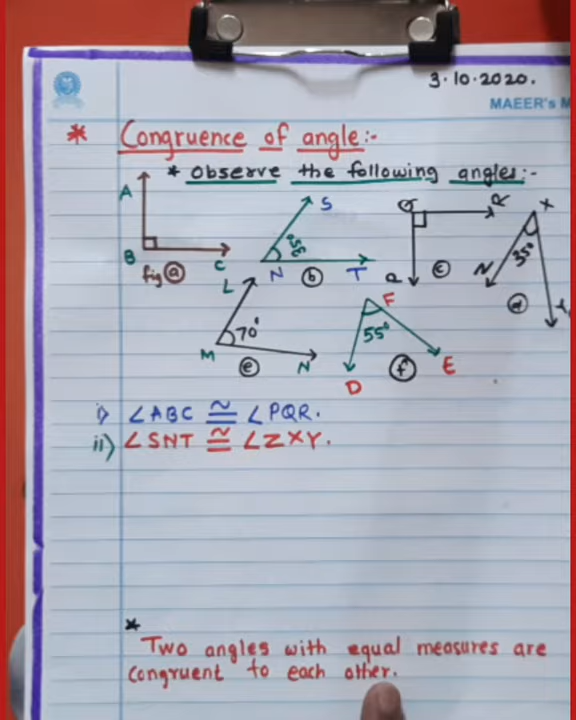 3.10.2020.
MAEER's M
* Congruence of angle:-
* Observe the following angles:-
A
B
C
fig ⓐ
S
N
T
35°
ⓑ
Q
R
P
ⓒ
X
35°
ⓓ
L
M
N
70°
ⓔ
F
55°
D
E
ⓕ
i) ∠ABC ≅ ∠PQR.
ii) ∠SNT ≅ ∠ZXY.
*
Two angles with equal measures are
congruent to each other.